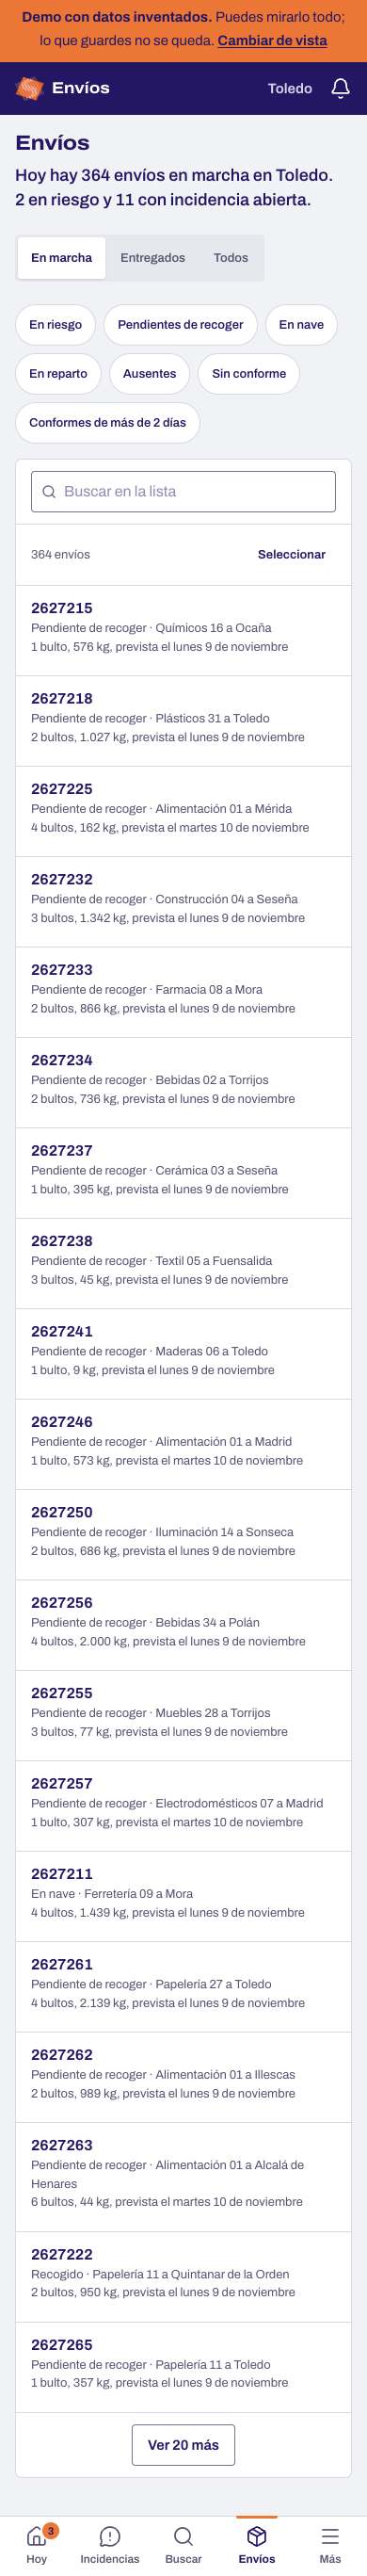 Demo con datos inventados. Puedes mirarlo todo;
lo que guardes no se queda. Cambiar de vista
Envíos
Toledo
Envíos
Hoy hay 364 envíos en marcha en Toledo.
2 en riesgo y 11 con incidencia abierta.
En marcha
Entregados
Todos
En riesgo
Pendientes de recoger
En nave
En reparto
Ausentes
Sin conforme
Conformes de más de 2 días
Buscar en la lista
364 envíos
Seleccionar
2627215
Pendiente de recoger · Químicos 16 a Ocaña
1 bulto, 576 kg, prevista el lunes 9 de noviembre
2627218
Pendiente de recoger · Plásticos 31 a Toledo
2 bultos, 1.027 kg, prevista el lunes 9 de noviembre
2627225
Pendiente de recoger · Alimentación 01 a Mérida
4 bultos, 162 kg, prevista el martes 10 de noviembre
2627232
Pendiente de recoger · Construcción 04 a Seseña
3 bultos, 1.342 kg, prevista el lunes 9 de noviembre
2627233
Pendiente de recoger · Farmacia 08 a Mora
2 bultos, 866 kg, prevista el lunes 9 de noviembre
2627234
Pendiente de recoger · Bebidas 02 a Torrijos
2 bultos, 736 kg, prevista el lunes 9 de noviembre
2627237
Pendiente de recoger · Cerámica 03 a Seseña
1 bulto, 395 kg, prevista el lunes 9 de noviembre
2627238
Pendiente de recoger · Textil 05 a Fuensalida
3 bultos, 45 kg, prevista el lunes 9 de noviembre
2627241
Pendiente de recoger · Maderas 06 a Toledo
1 bulto, 9 kg, prevista el lunes 9 de noviembre
2627246
Pendiente de recoger · Alimentación 01 a Madrid
1 bulto, 573 kg, prevista el martes 10 de noviembre
2627250
Pendiente de recoger · Iluminación 14 a Sonseca
2 bultos, 686 kg, prevista el lunes 9 de noviembre
2627256
Pendiente de recoger · Bebidas 34 a Polán
4 bultos, 2.000 kg, prevista el lunes 9 de noviembre
2627255
Pendiente de recoger · Muebles 28 a Torrijos
3 bultos, 77 kg, prevista el lunes 9 de noviembre
2627257
Pendiente de recoger · Electrodomésticos 07 a Madrid
1 bulto, 307 kg, prevista el martes 10 de noviembre
2627211
En nave · Ferretería 09 a Mora
4 bultos, 1.439 kg, prevista el lunes 9 de noviembre
2627261
Pendiente de recoger · Papelería 27 a Toledo
4 bultos, 2.139 kg, prevista el lunes 9 de noviembre
2627262
Pendiente de recoger · Alimentación 01 a Illescas
2 bultos, 989 kg, prevista el lunes 9 de noviembre
2627263
Pendiente de recoger · Alimentación 01 a Alcalá de
Henares
6 bultos, 44 kg, prevista el martes 10 de noviembre
2627222
Recogido · Papelería 11 a Quintanar de la Orden
2 bultos, 950 kg, prevista el lunes 9 de noviembre
2627265
Pendiente de recoger · Papelería 11 a Toledo
1 bulto, 357 kg, prevista el lunes 9 de noviembre
Ver 20 más
3
Hoy
Incidencias
Buscar
Envíos
Más